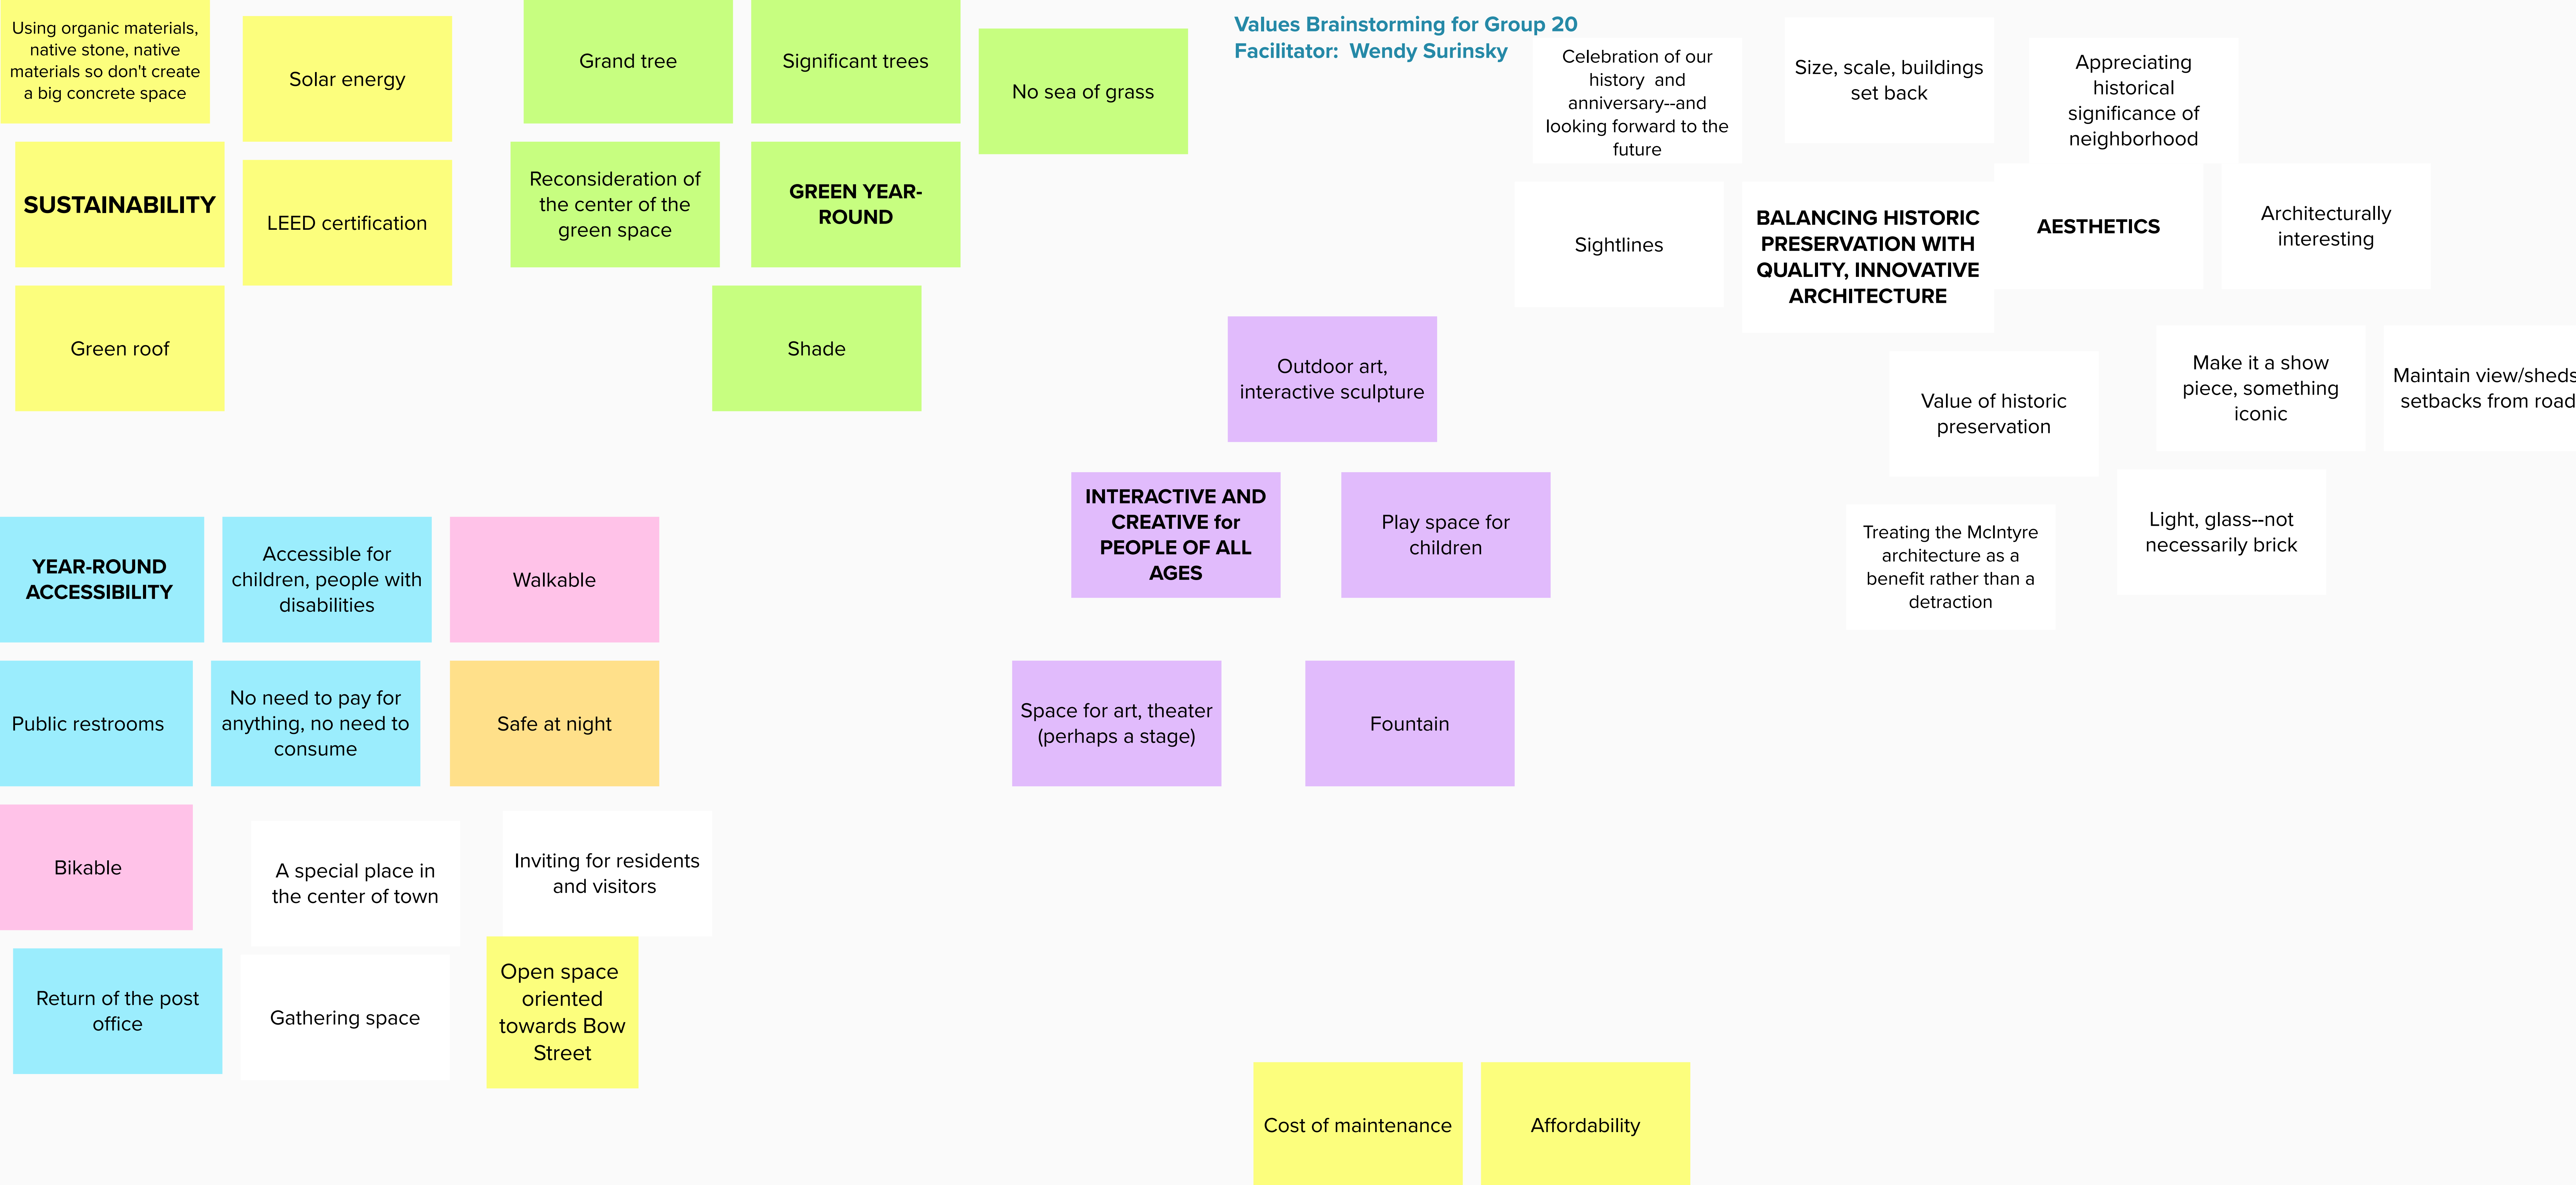 Values Brainstorming for Group 20
Facilitator:  Wendy Surinsky
Using organic materials,
native stone, native
materials so don't create
a big concrete space
Solar energy
SUSTAINABILITY
LEED certification
Green roof
Grand tree
Significant trees
No sea of grass
Reconsideration of
the center of the
green space
GREEN YEAR-
ROUND
Shade
Celebration of our
history  and
anniversary--and
looking forward to the
future
Size, scale, buildings
set back
Appreciating
historical
significance of
neighborhood
Sightlines
BALANCING HISTORIC
PRESERVATION WITH
QUALITY, INNOVATIVE
ARCHITECTURE
AESTHETICS
Architecturally
interesting
Value of historic
preservation
Make it a show
piece, something
iconic
Maintain view/sheds
setbacks from road
Treating the McIntyre
architecture as a
benefit rather than a
detraction
Light, glass--not
necessarily brick
Outdoor art,
interactive sculpture
INTERACTIVE AND
CREATIVE for
PEOPLE OF ALL
AGES
Play space for
children
Space for art, theater
(perhaps a stage)
Fountain
YEAR-ROUND
ACCESSIBILITY
Accessible for
children, people with
disabilities
Walkable
Public restrooms
No need to pay for
anything, no need to
consume
Safe at night
Bikable
A special place in
the center of town
Inviting for residents
and visitors
Return of the post
office
Gathering space
Open space
oriented
towards Bow
Street
Cost of maintenance
Affordability